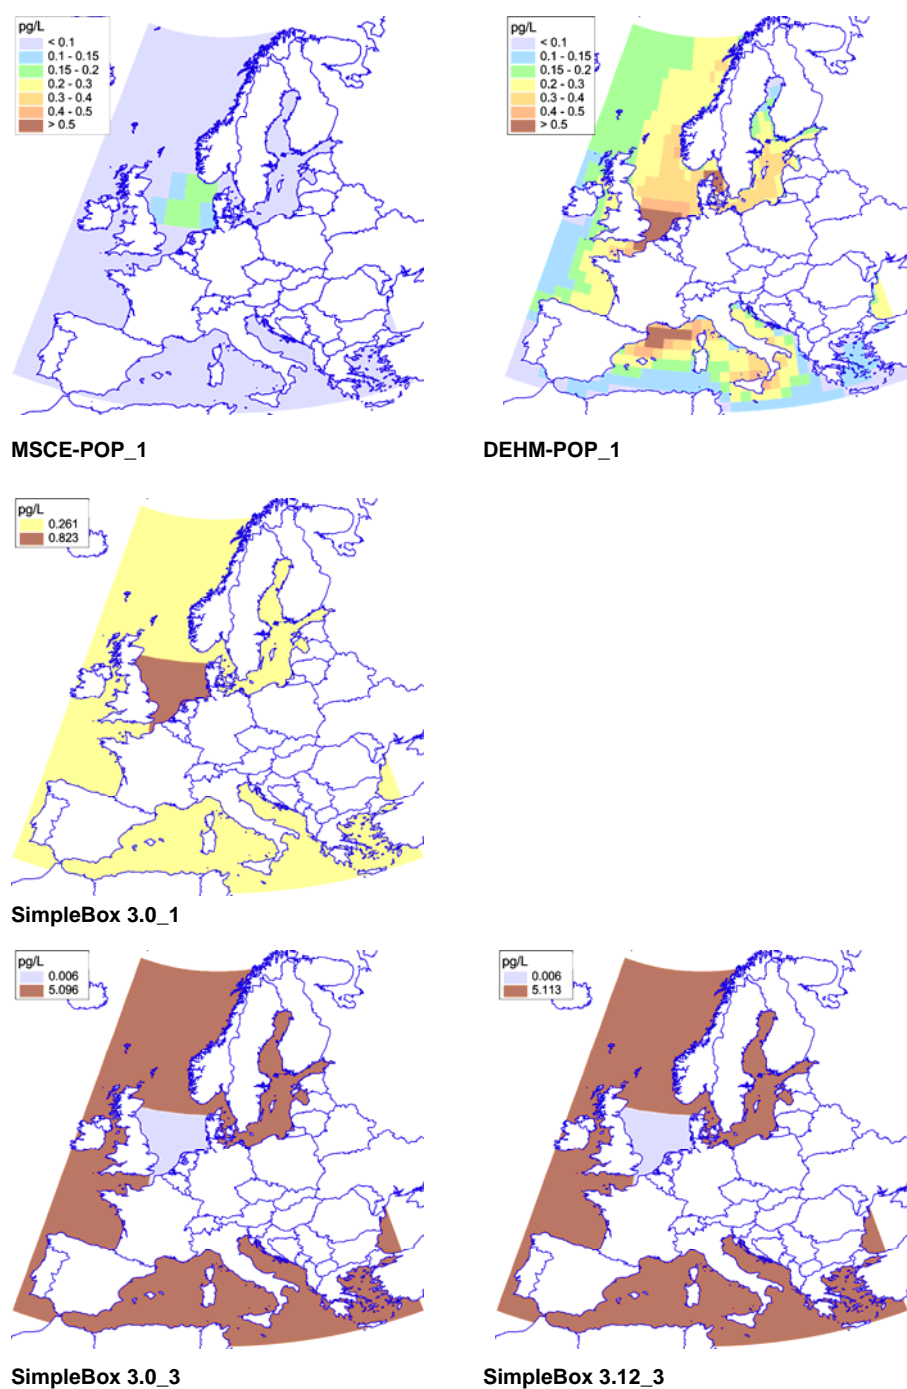 pg/L
< 0.1
0.1 - 0.15
0.15 - 0.2
0.2 - 0.3
0.3 - 0.4
0.4 - 0.5
> 0.5
pg/L
< 0.1
0.1 - 0.15
0.15 - 0.2
0.2 - 0.3
0.3 - 0.4
0.4 - 0.5
> 0.5
MSCE-POP_1
DEHM-POP_1
pg/L
0.261
0.823
SimpleBox 3.0_1
pg/L
0.006
5.096
pg/L
0.006
5.113
SimpleBox 3.0_3
SimpleBox 3.12_3